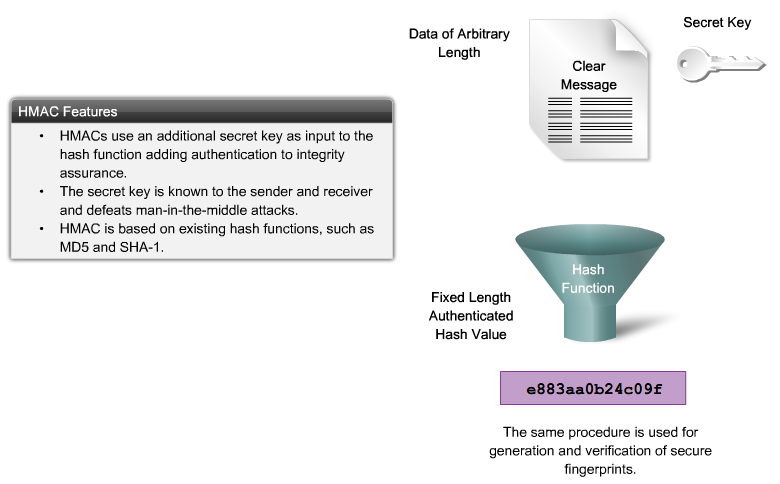 HMAC Features
• HMACs use an additional secret key as input to the
hash function adding authentication to integrity
assurance.
• The secret key is known to the sender and receiver
and defeats man-in-the-middle attacks.
• HMAC is based on existing hash functions, such as
MD5 and SHA-1.
Data of Arbitrary
Length
Clear
Message
Secret Key
Hash
Function
Fixed Length
Authenticated
Hash Value
e883aa0b24c09f
The same procedure is used for
generation and verification of secure
fingerprints.